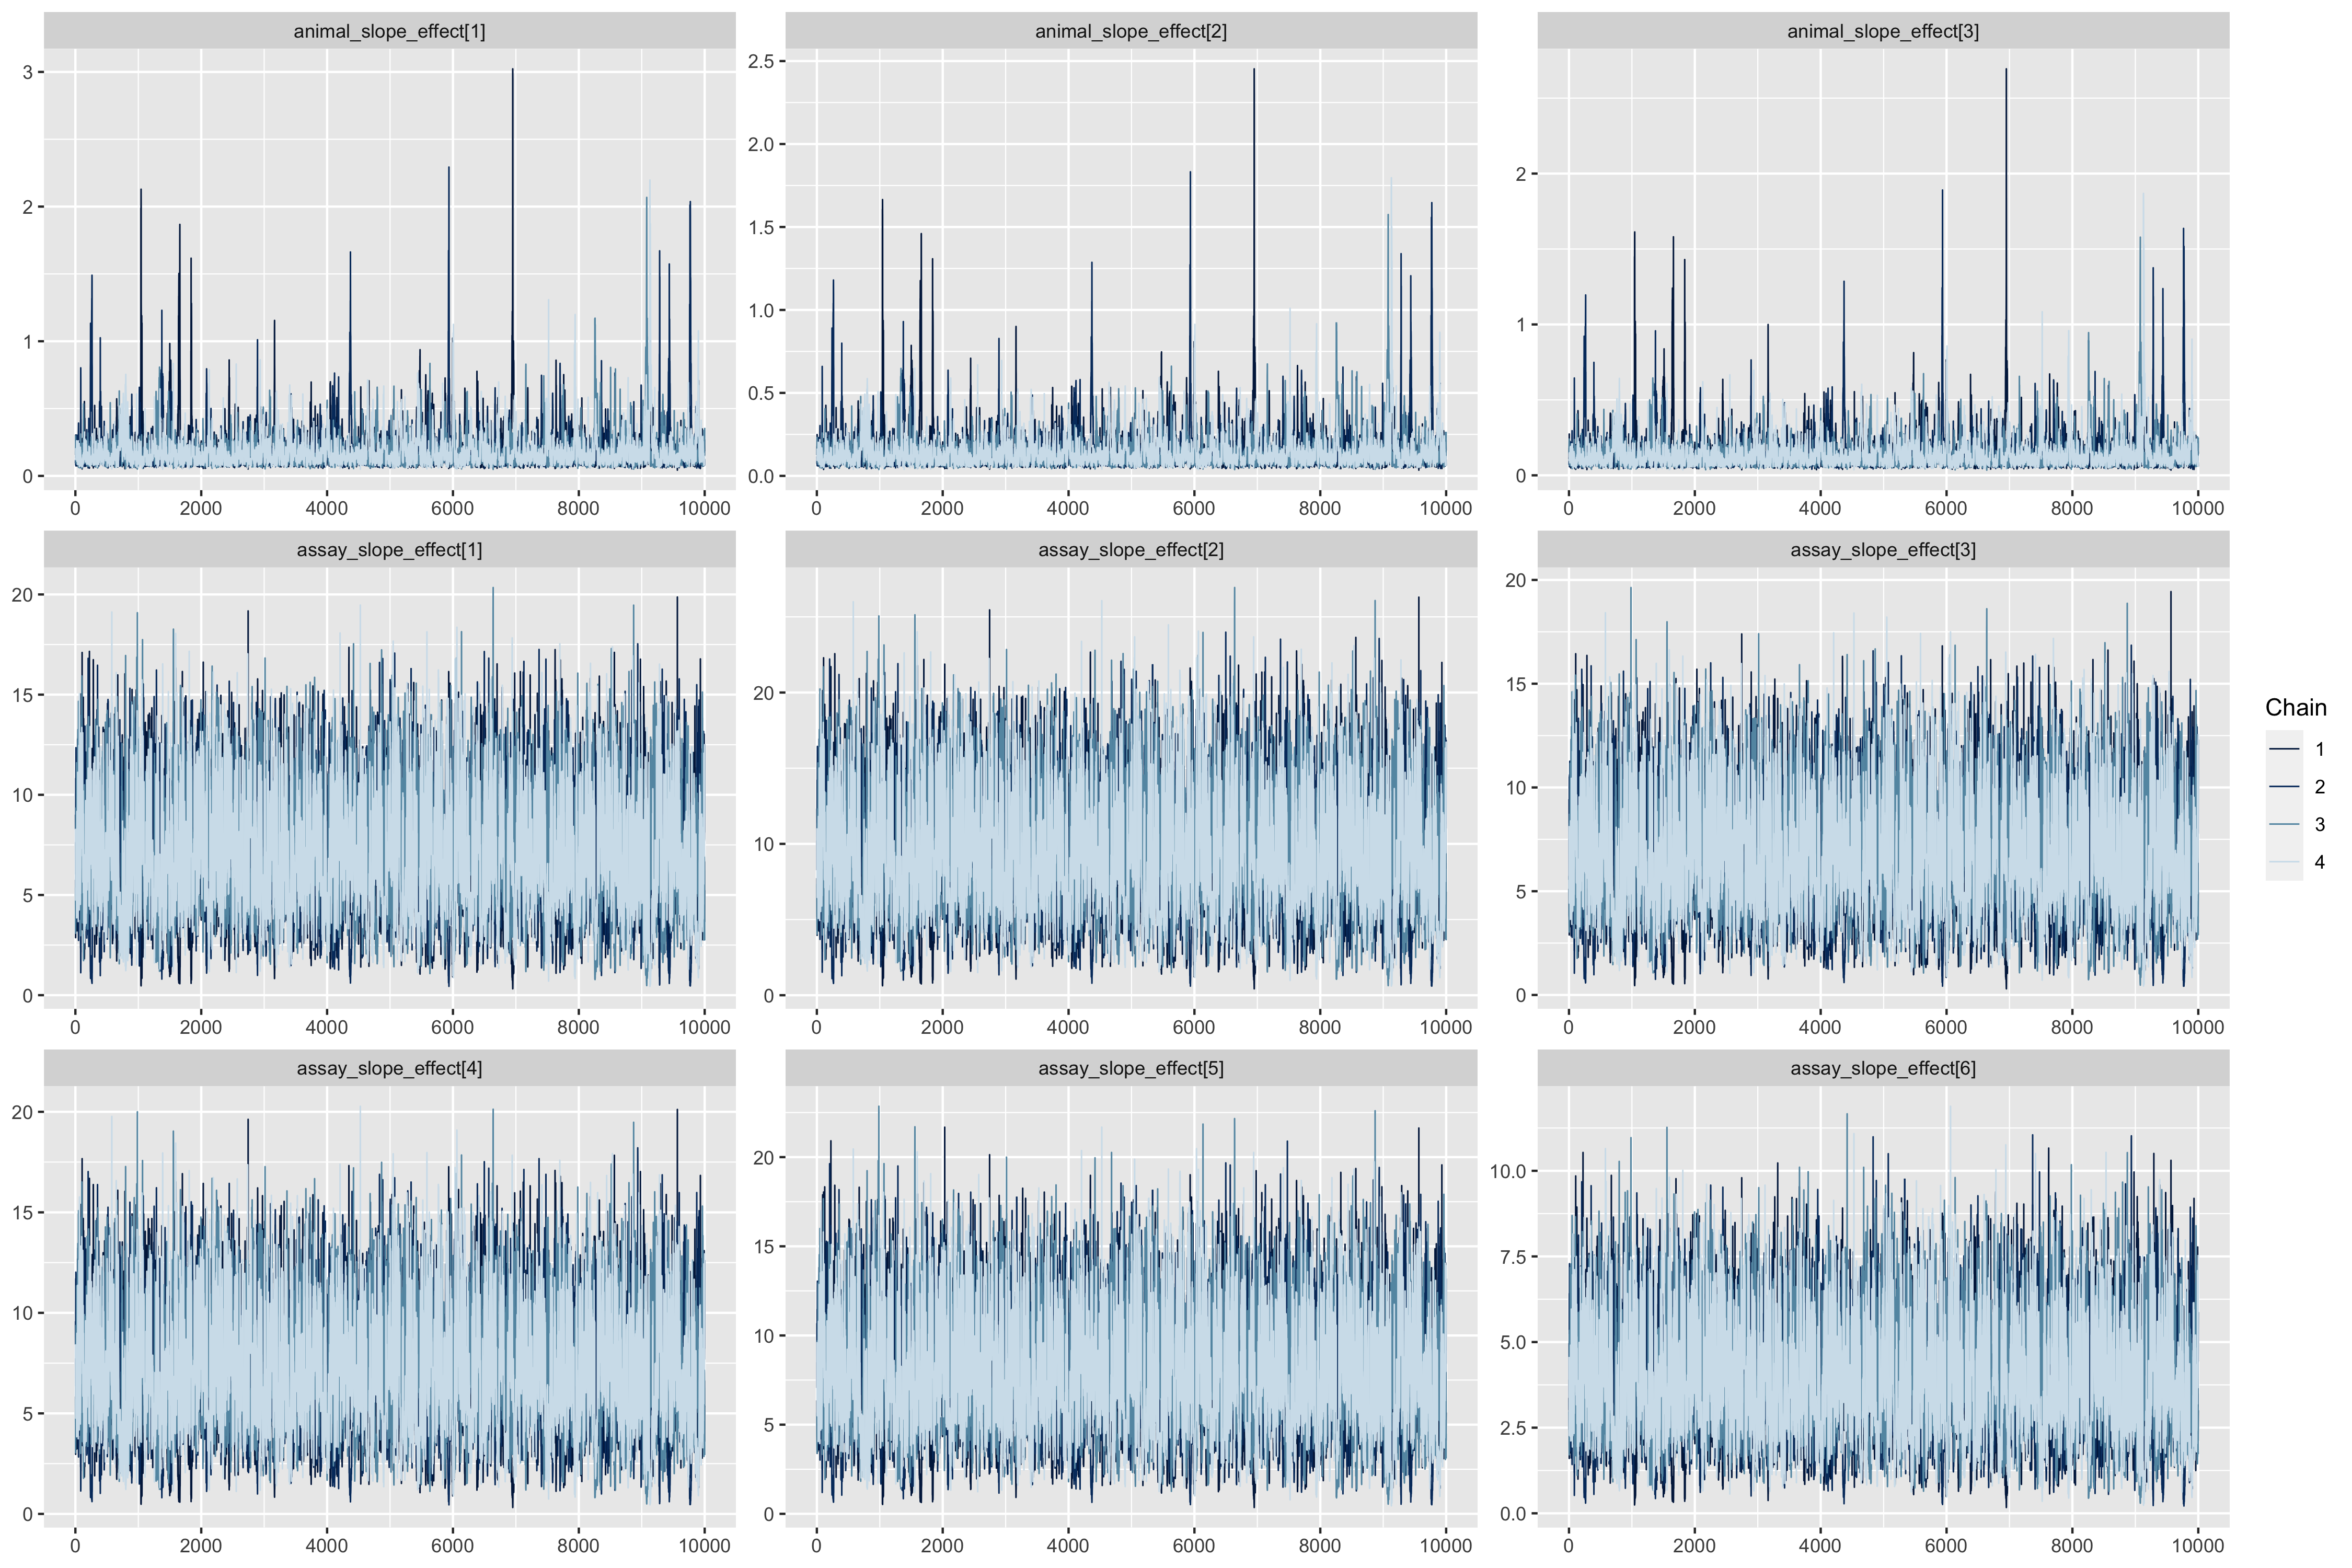 animal_slope_effect[1]
animal_slope_effect[2]
animal_slope_effect[3]
3
2
1
0
2.5
2.0
1.5
1.0
0.5
0.0
2
1
0
0 2000 4000 6000 8000 10000
0 2000 4000 6000 8000 10000
0 2000 4000 6000 8000 10000
assay_slope_effect[1]
assay_slope_effect[2]
assay_slope_effect[3]
20
15
10
5
0
20
10
0
20
15
10
5
0
0 2000 4000 6000 8000 10000
0 2000 4000 6000 8000 10000
0 2000 4000 6000 8000 10000
assay_slope_effect[4]
assay_slope_effect[5]
assay_slope_effect[6]
20
15
10
5
0
20
15
10
5
0
10.0
7.5
5.0
2.5
0.0
0 2000 4000 6000 8000 10000
0 2000 4000 6000 8000 10000
0 2000 4000 6000 8000 10000
Chain
1
2
3
4